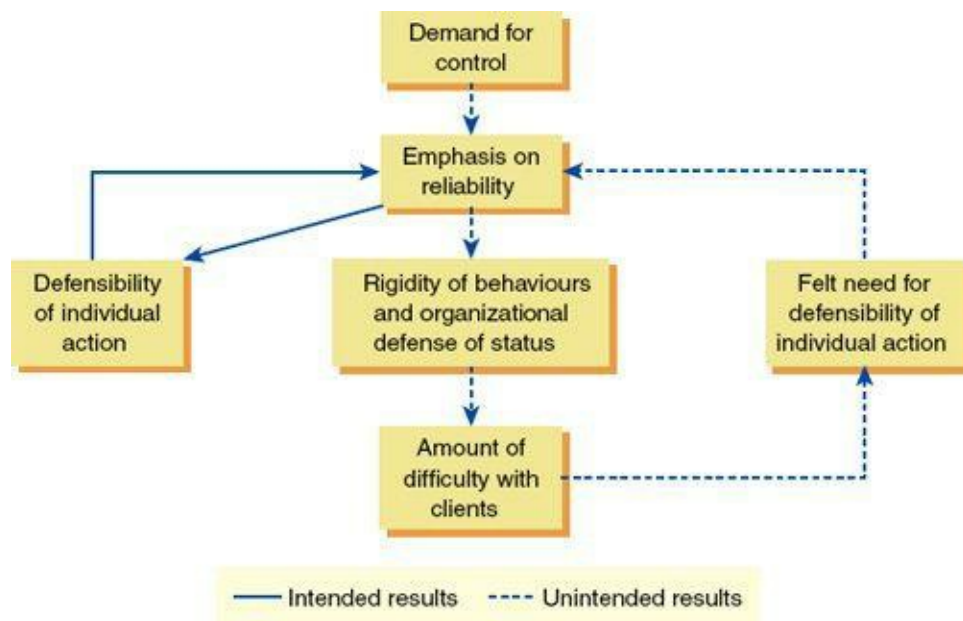 Demand for
control
Emphasis on
reliability
Defensibility
of individual
action
Rigidity of behaviours
and organizational
defense of status
Felt need for
defensibility of
individual action
Amount of
difficulty with
clients
Intended results
Unintended results